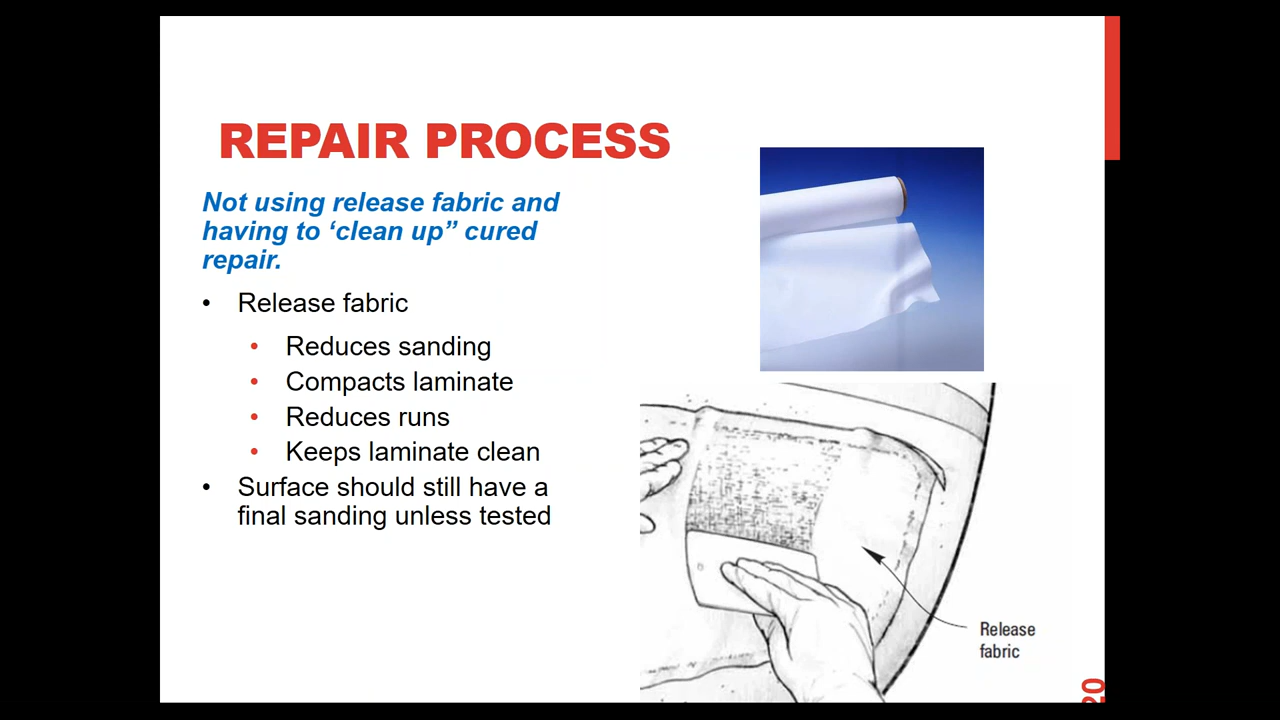 REPAIR PROCESS
Not using release fabric and
having to ‘clean up” cured
repair.
• Release fabric
• Reduces sanding
• Compacts laminate
• Reduces runs
• Keeps laminate clean
• Surface should still have a
final sanding unless tested
Release
fabric
20